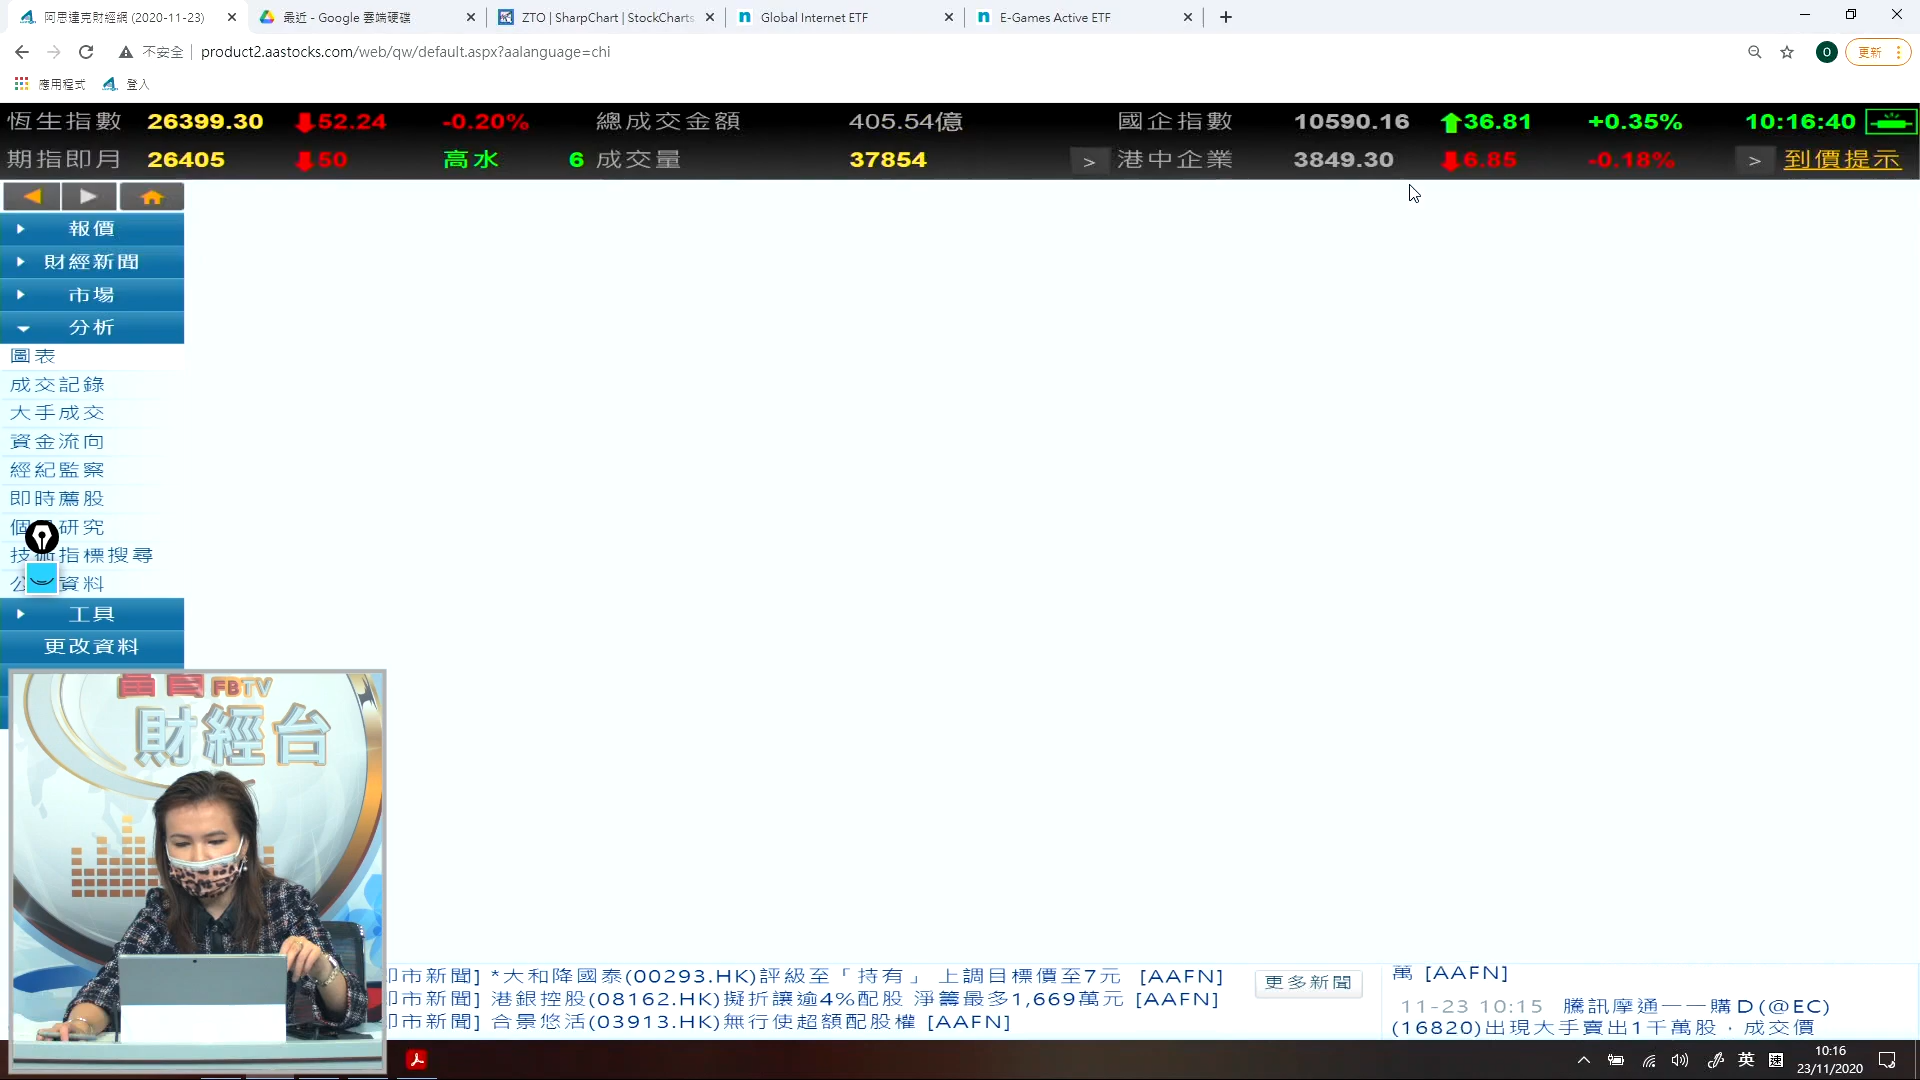 阿思達克財經網 (2020-11-23)
最近 - Google 雲端硬碟
ZTO | SharpChart | StockCharts
Global Internet ETF
E-Games Active ETF
不安全
product2.aastocks.com/web/qw/default.aspx?aalanguage=chi
O
更新
應用程式
登入
恆生指數 26399.30 52.24 -0.20% 總成交金額 405.54億 國企指數 10590.16 36.81 +0.35% 10:16:40
期指即月 26405 50 高水 6 成交量 37854 > 港中企業 3849.30 6.85 -0.18% > 到價提示
報價
財經新聞
市場
分析
圖表
成交記錄
大手成交
資金流向
經紀監察
即時薦股
研究
技術指標搜尋
資料
工具
更改資料
FBTV
財經台
市新聞] *大和降國泰(00293.HK)評級至「持有」 上調目標價至7元 [AAFN]
市新聞] 港銀控股(08162.HK)擬折讓逾4%配股 淨籌最多1,669萬元 [AAFN]
市新聞] 合景悠活(03913.HK)無行使超額配股權 [AAFN]
更多新聞
萬 [AAFN]
11-23 10:15 騰訊摩通一一購D(@EC)
(16820)出現大手賣出1千萬股，成交價
英
速
10:16
23/11/2020